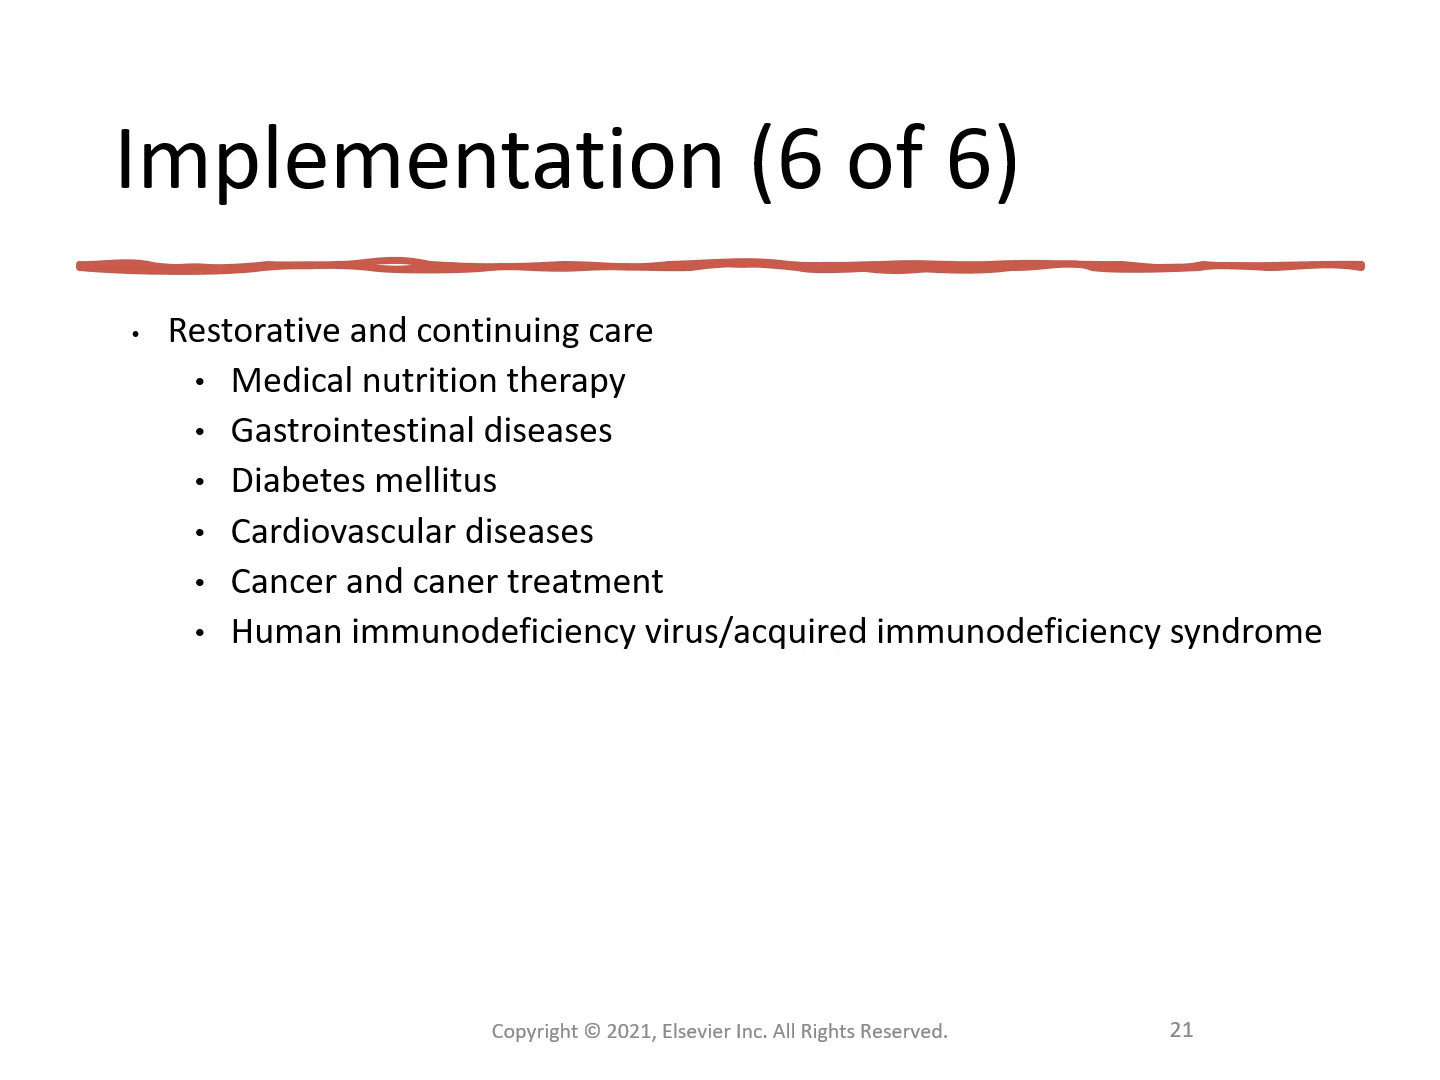 Implementation (6 of 6)
• Restorative and continuing care
• Medical nutrition therapy
• Gastrointestinal diseases
• Diabetes mellitus
• Cardiovascular diseases
• Cancer and caner treatment
• Human immunodeficiency virus/acquired immunodeficiency syndrome
Copyright © 2021, Elsevier Inc. All Rights Reserved.
21